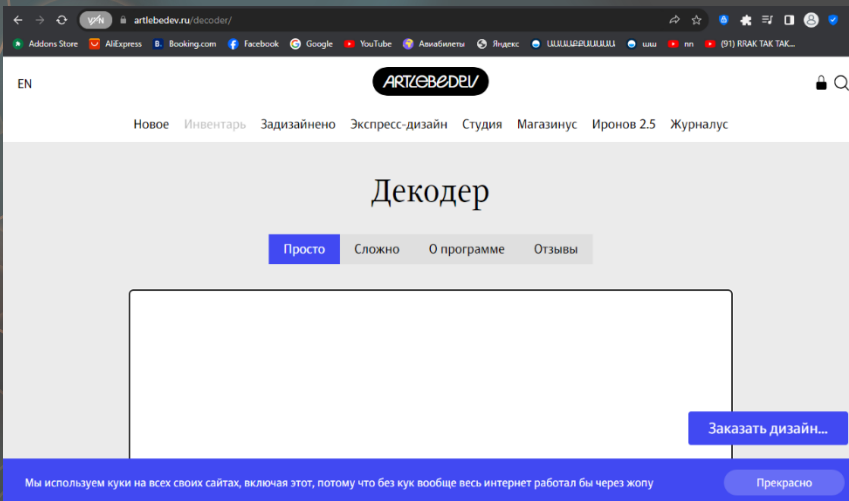 УРН artlebedev.ru/decoder/
Addons Store AliExpress B. Booking.com Facebook Google YouTube Авиабилеты Яндекс шш nn (91) RRAK TAK TAK...
EN ARTLEBEDEV
Новое Инвентарь Задизайнено Экспресс-дизайн Студия Магазинус Иронов 2.5 Журналус
Декодер
Просто Сложно О программе Отзывы
Заказать дизайн...
Мы используем куки на всех своих сайтах, включая этот, потому что без кук вообще весь интернет работал бы через жопу Прекрасно